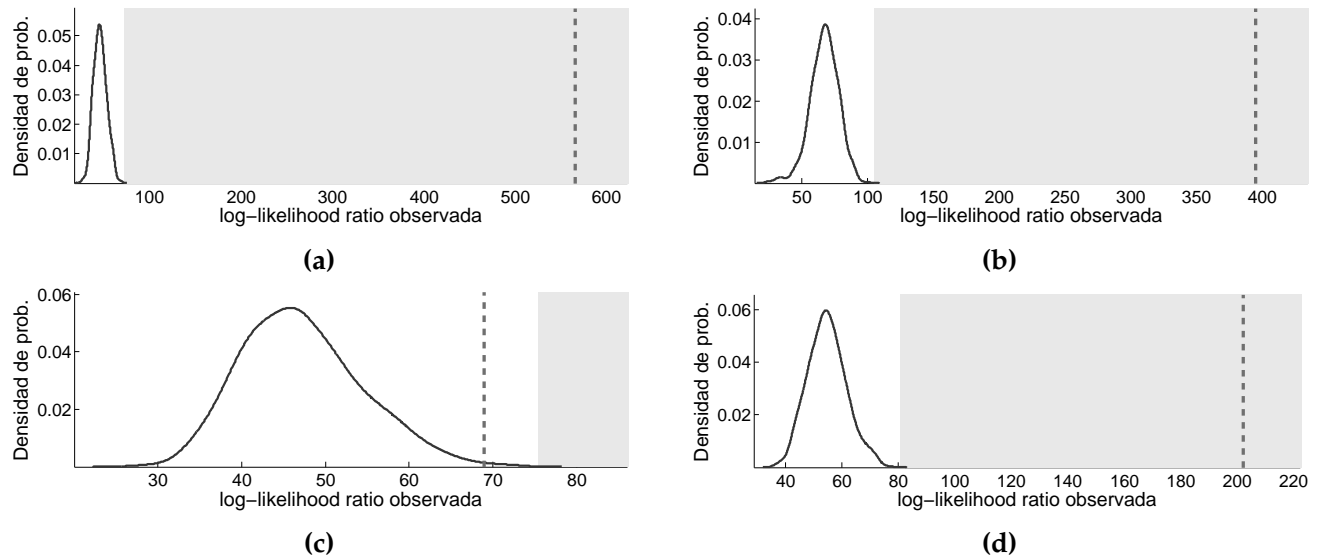 Densidad de prob.
0.05
0.04
0.03
0.02
0.01
100 200 300 400 500 600
log−likelihood ratio observada
(a)
Densidad de prob.
0.04
0.03
0.02
0.01
50 100 150 200 250 300 350 400
log−likelihood ratio observada
(b)
Densidad de prob.
0.06
0.04
0.02
30 40 50 60 70 80
log−likelihood ratio observada
(c)
Densidad de prob.
0.06
0.04
0.02
40 60 80 100 120 140 160 180 200 220
log−likelihood ratio observada
(d)